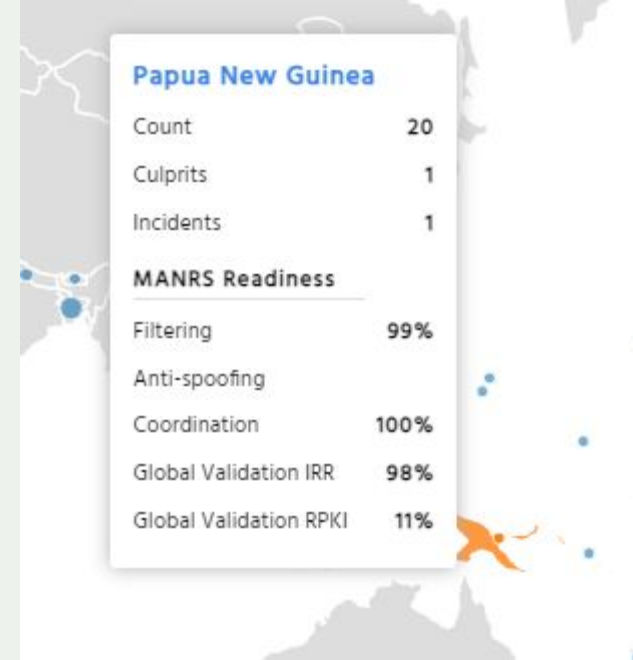 Papua New Guinea
Count 20
Culprits 1
Incidents 1
MANRS Readiness
Filtering 99%
Anti-spoofing
Coordination 100%
Global Validation IRR 98%
Global Validation RPKI 11%